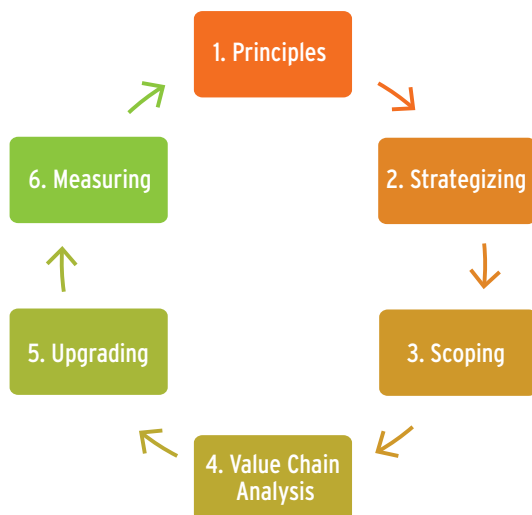 1. Principles
2. Strategizing
3. Scoping
4. Value Chain
Analysis
5. Upgrading
6. Measuring